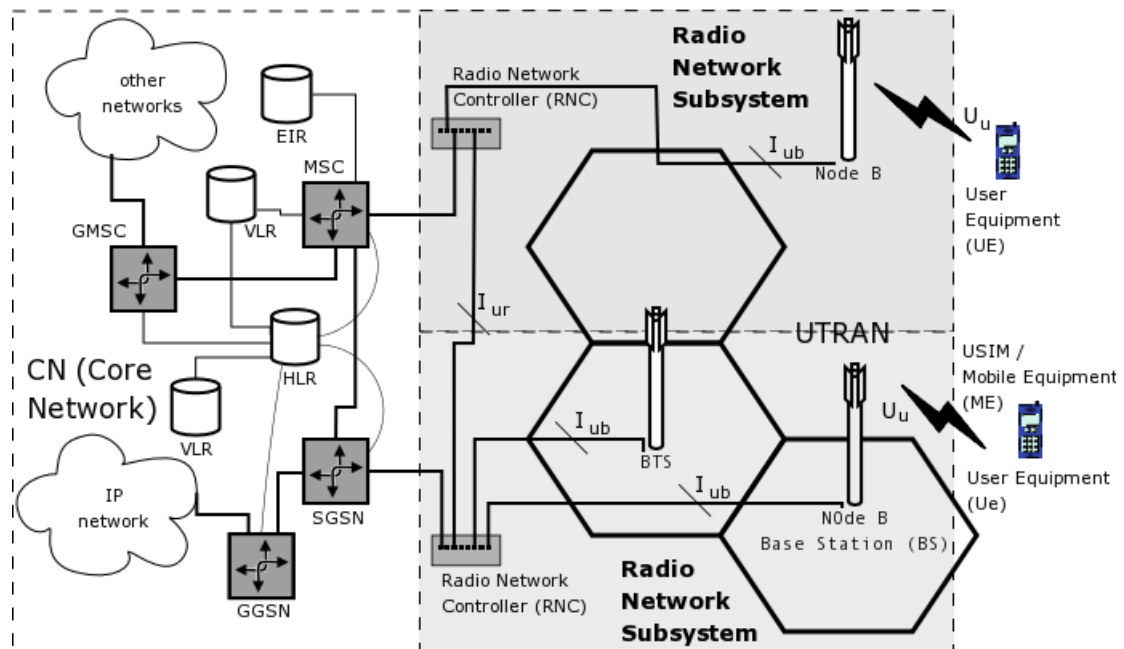 other
networks
EIR
MSC
VLR
GMSC
CN (Core
Network)
HLR
VLR
IP
network
SGSN
GGSN
Radio Network
Controller (RNC)
Radio
Network
Subsystem
I ub
Node B
U u
User
Equipment
(UE)
I ur
UTRAN
I ub
BTS
I ub
U u
NOde B
Base Station (BS)
USIM /
Mobile Equipment
(ME)
User Equipment
(Ue)
Radio Network
Controller (RNC)
Radio
Network
Subsystem